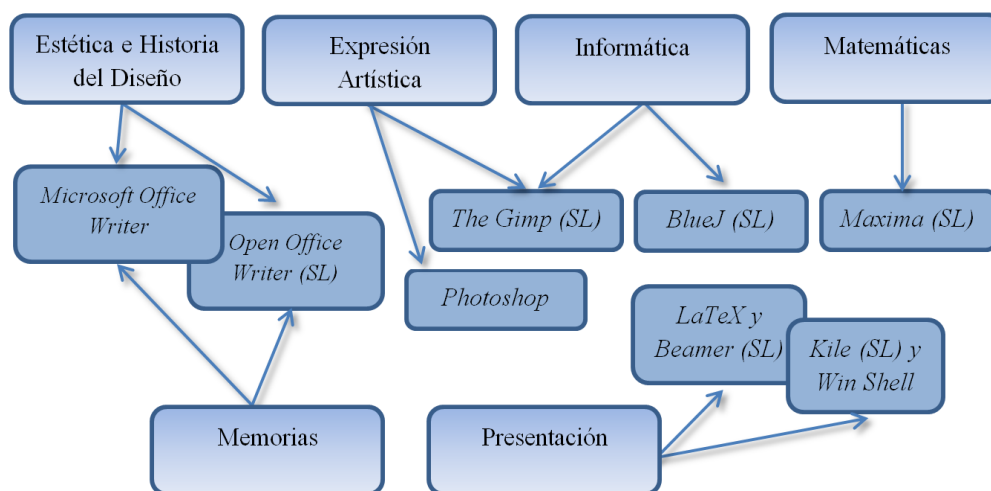 Estética e Historia
del Diseño
Expresión
Artística
Informática
Matemáticas
Microsoft Office
Writer
Open Office
Writer (SL)
The Gimp (SL)
BlueJ (SL)
Maxima (SL)
Photoshop
LaTeX y
Beamer (SL)
Kile (SL) y
Win Shell
Memorias
Presentación